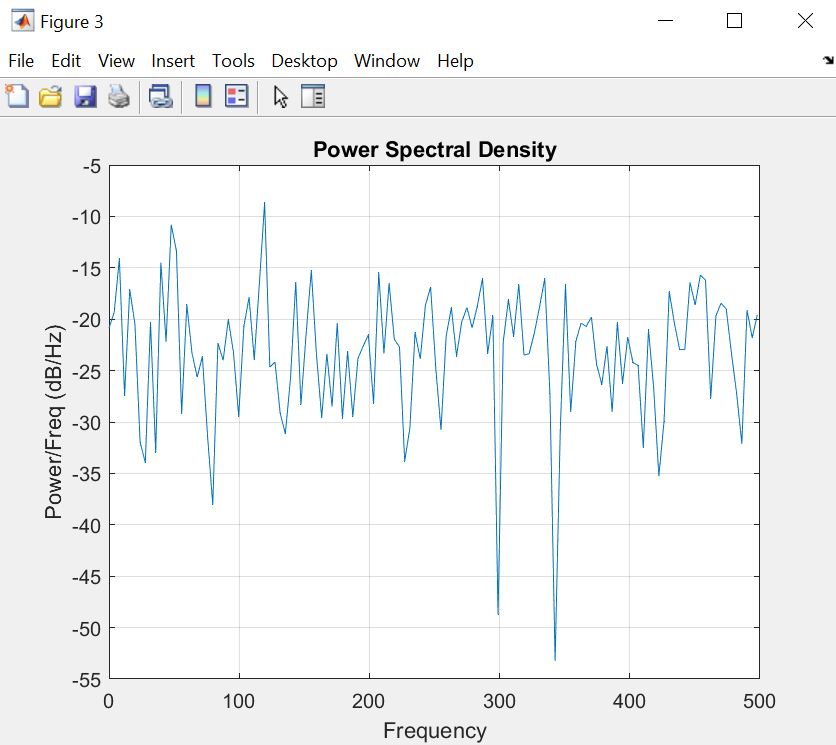 Figure 3
File Edit View Insert Tools Desktop Window Help
Power Spectral Density
-5
-10
-15
-20
-25
-30
-35
-40
-45
-50
-55
Power/Freq (dB/Hz)
0 100 200 300 400 500
Frequency